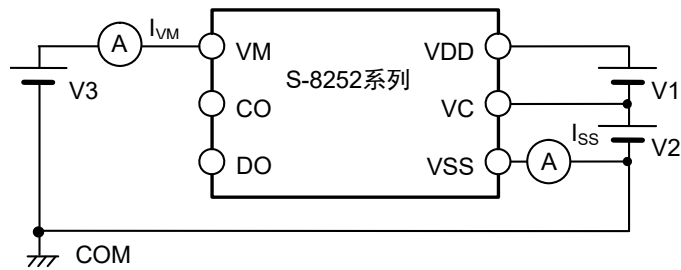 A
I_VM
VM
VDD
V3
S-8252系列
V1
CO
VC
DO
VSS
I_SS
A
V2
COM